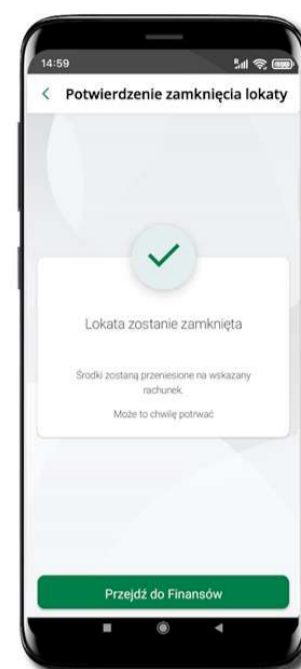 14:59
Potwierdzenie zamknięcia lokaty
Lokata zostanie zamknięta
Środki zostaną przeniesione na wskazany
rachunek.
Może to chwilę potrwać
Przejdź do Finansów